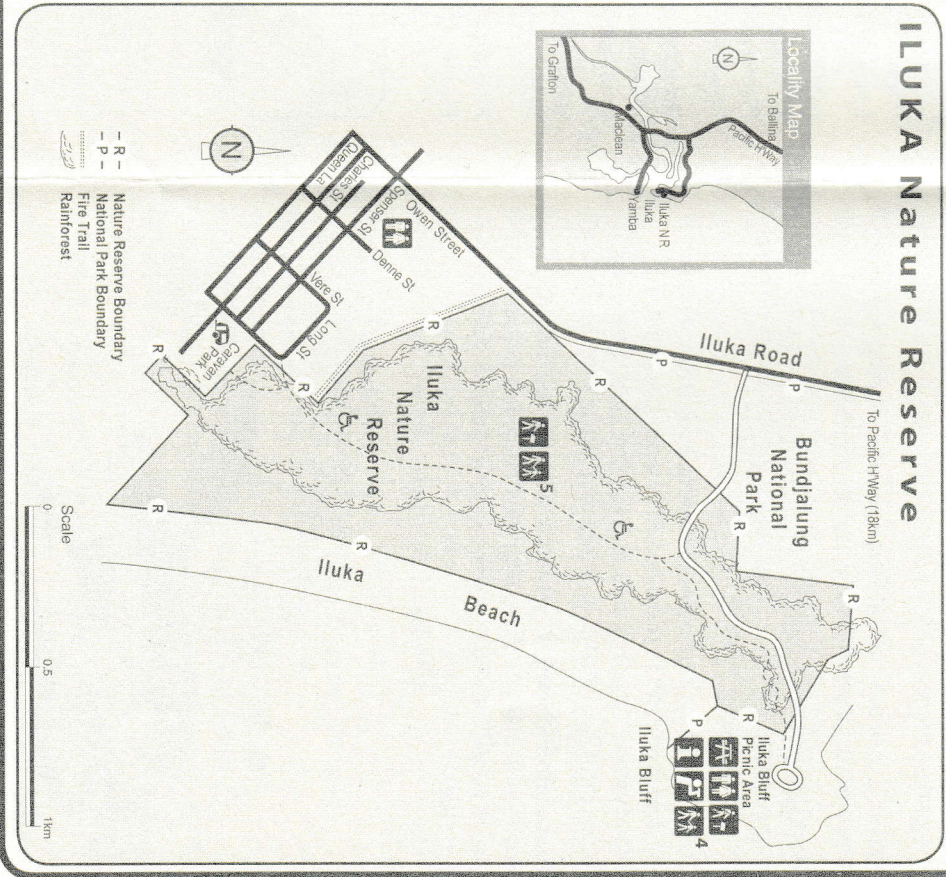 ILUKA Nature Reserve
Locality Map
To Ballina
Pacific H'Way
Maclean
To Grafton
Iluka NR
Iluka
Yamba
N
To Pacific H'Way (18km)
Iluka Road
P
P
Bundjalung
National
Park
R
R
R
R
R
R
R
R
R
P
Owen Street
Spenser St
Charles St
Queen La
Denne St
Vere St
Long St
Caravan
Park
Iluka
Nature
Reserve
5
Iluka Beach
Iluka Bluff
Picnic Area
4
Iluka Bluff
N
– R – Nature Reserve Boundary
– P – National Park Boundary
Fire Trail
Rainforest
Scale
0 0.5 1km